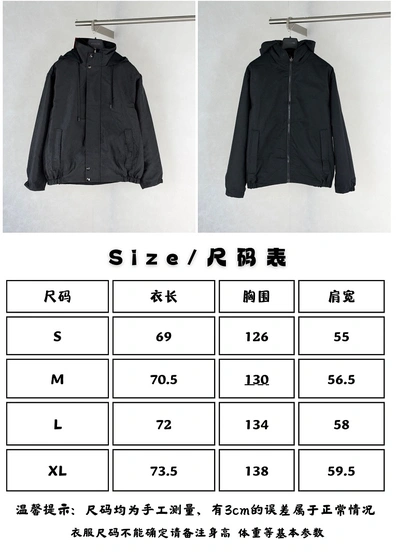 Size/尺码表
尺码 衣长 胸围 肩宽
S 69 126 55
M 70.5 130 56.5
L 72 134 58
XL 73.5 138 59.5
温馨提示：尺码均为手工测量、有3cm的误差属于正常情况
衣服尺码不能确定请备注身高 体重等基本参数